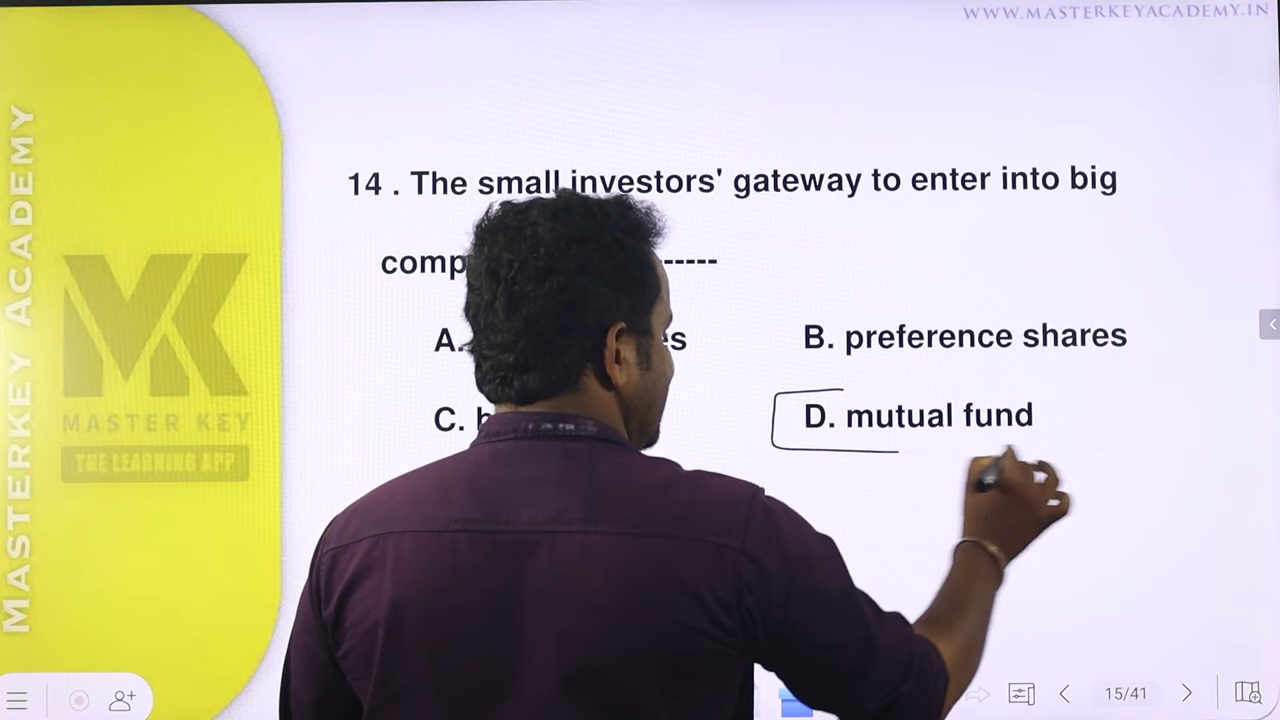 WWW.MASTERKEYACADEMY.IN
MASTERKEY ACADEMY
MK
MASTER KEY
THE LEARNING APP
14 . The small investors' gateway to enter into big
------
A.
B. preference shares
C.
D. mutual fund
15/41